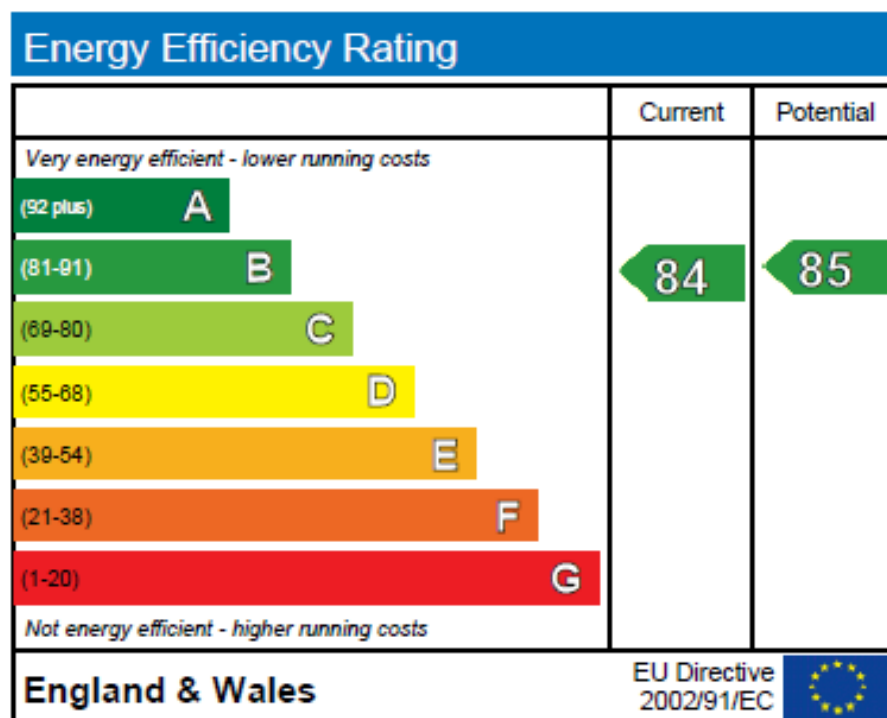 Energy Efficiency Rating
Current Potential
Very energy efficient - lower running costs
(92 plus) A
(81-91) B 84 85
(69-80) C
(55-68) D
(39-54) E
(21-38) F
(1-20) G
Not energy efficient - higher running costs
England & Wales
EU Directive
2002/91/EC